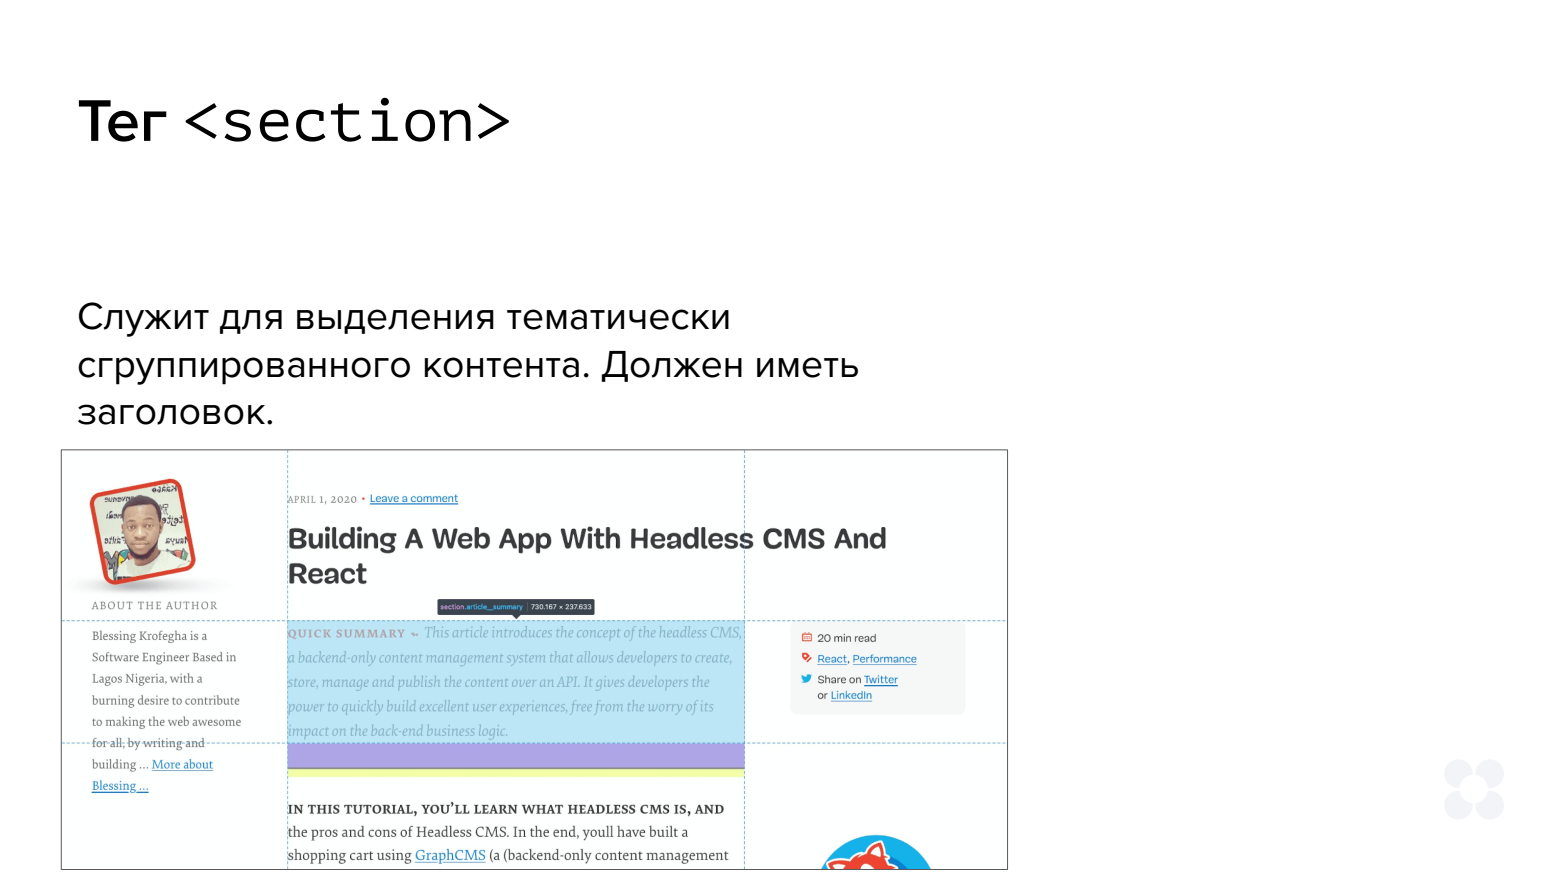 Тег <section>
Служит для выделения тематически
сгруппированного контента. Должен иметь
заголовок.
APRIL 1, 2020 • Leave a comment
Building A Web App With Headless CMS And
React
section.article__summary | 730.167 × 237.633
ABOUT THE AUTHOR
Blessing Krofegha is a
Software Engineer Based in
Lagos Nigeria, with a
burning desire to contribute
to making the web awesome
for all, by writing and
building ... More about
Blessing ...
QUICK SUMMARY ↬ This article introduces the concept of the headless CMS,
a backend-only content management system that allows developers to create,
store, manage and publish the content over an API. It gives developers the
power to quickly build excellent user experiences, free from the worry of its
impact on the back-end business logic.
20 min read
React, Performance
Share on Twitter
or LinkedIn
IN THIS TUTORIAL, YOU’LL LEARN WHAT HEADLESS CMS IS, AND
the pros and cons of Headless CMS. In the end, youll have built a
shopping cart using GraphCMS (a (backend-only content management